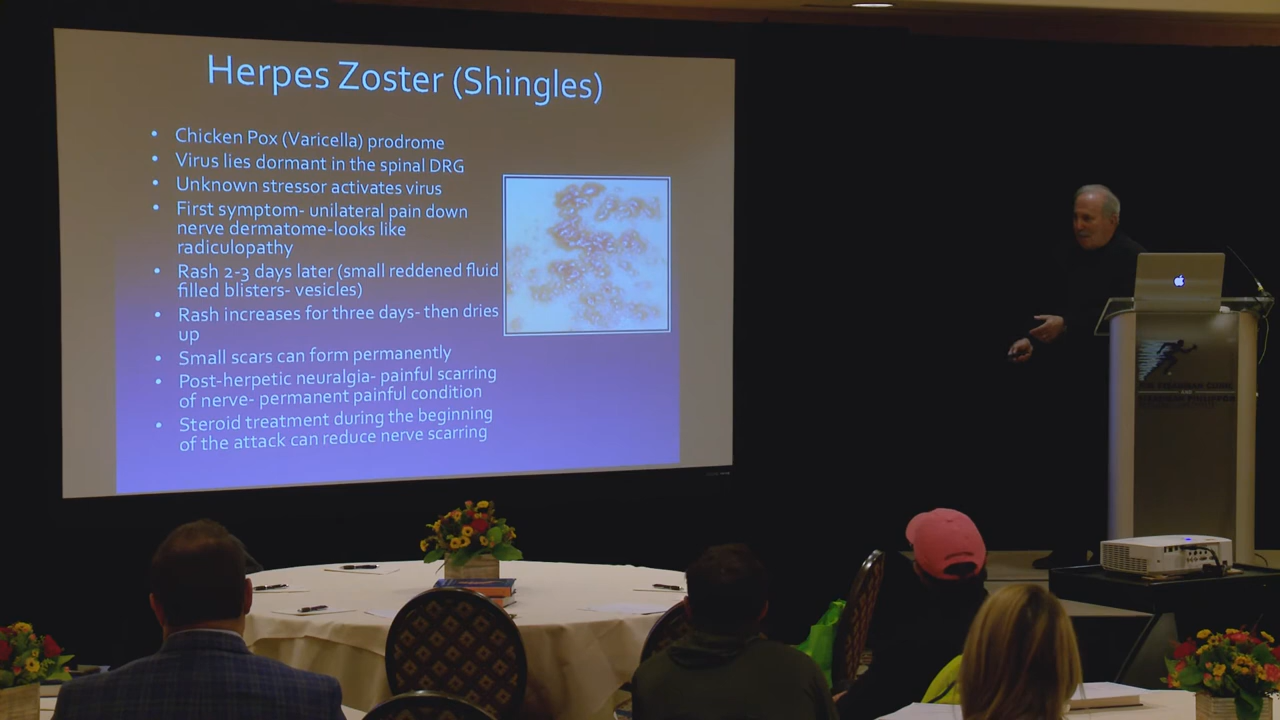 Herpes Zoster (Shingles)
• Chicken Pox (Varicella) prodrome
• Virus lies dormant in the spinal DRG
• Unknown stressor activates virus
• First symptom- unilateral pain down
nerve dermatome-looks like
radiculopathy
• Rash 2-3 days later (small reddened fluid
filled blisters- vesicles)
• Rash increases for three days- then dries
up
• Small scars can form permanently
• Post-herpetic neuralgia- painful scarring
of nerve- permanent painful condition
• Steroid treatment during the beginning
of the attack can reduce nerve scarring